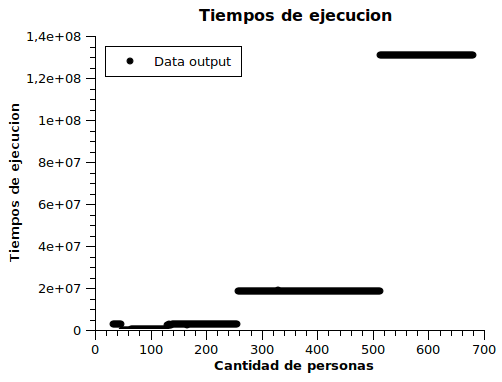 Tiempos de ejecucion
1,4e+08
1,2e+08
1e+08
8e+07
6e+07
4e+07
2e+07
0
Data output
Tiempos de ejecucion
0 100 200 300 400 500 600 700
Cantidad de personas